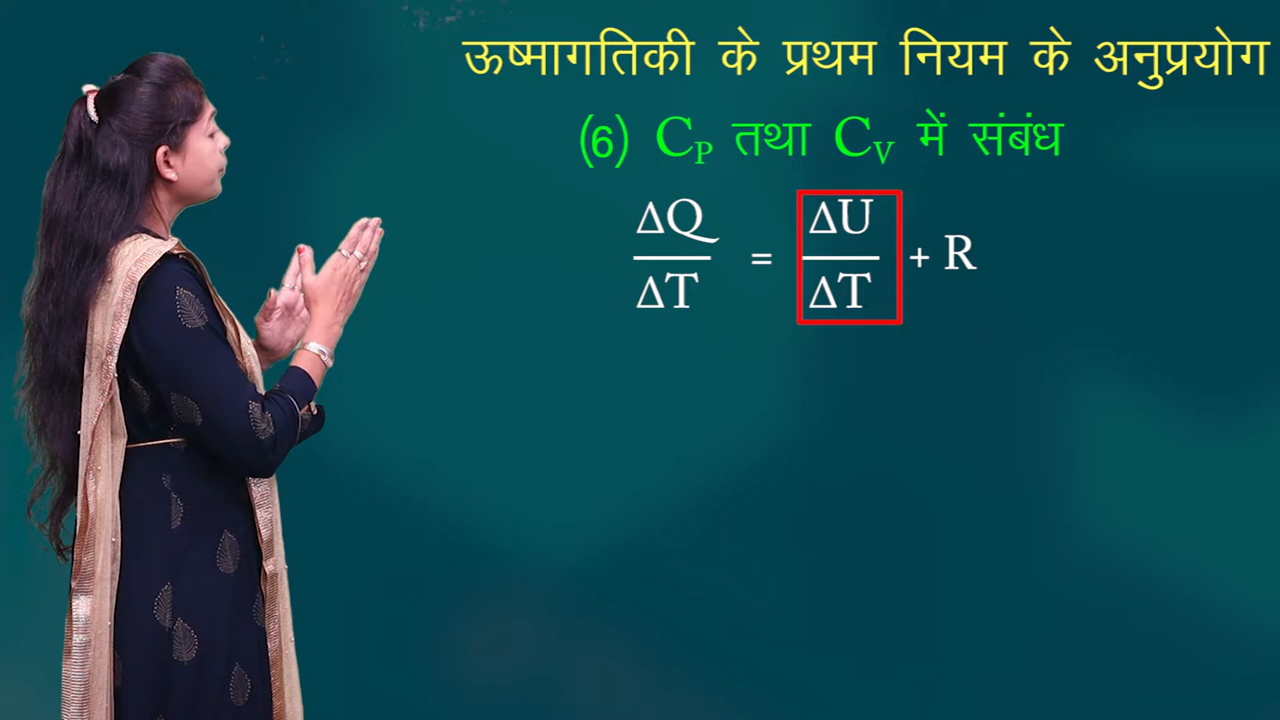 ऊष्मागतिकी के प्रथम नियम के अनुप्रयोग
(6) C_P तथा C_V में संबंध
ΔQ/ΔT = ΔU/ΔT + R